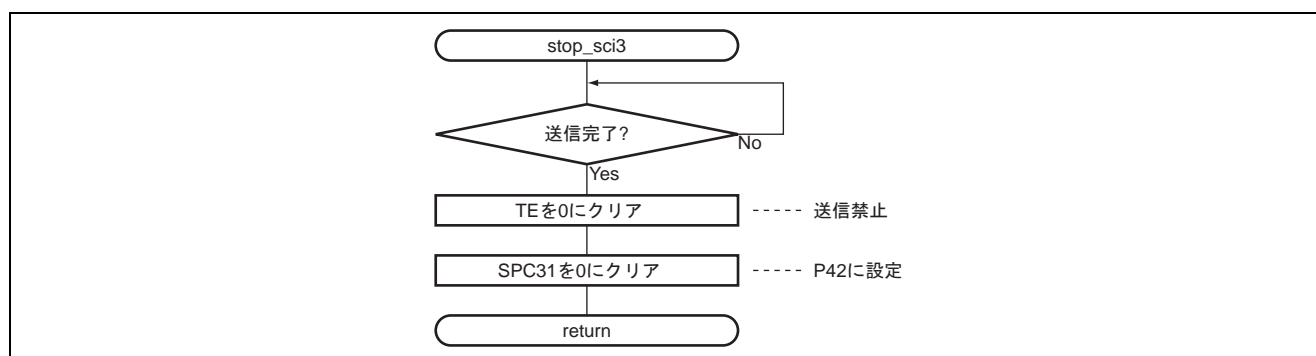 stop_sci3
送信完了?
No
Yes
TEを0にクリア ----- 送信禁止
SPC31を0にクリア ----- P42に設定
return